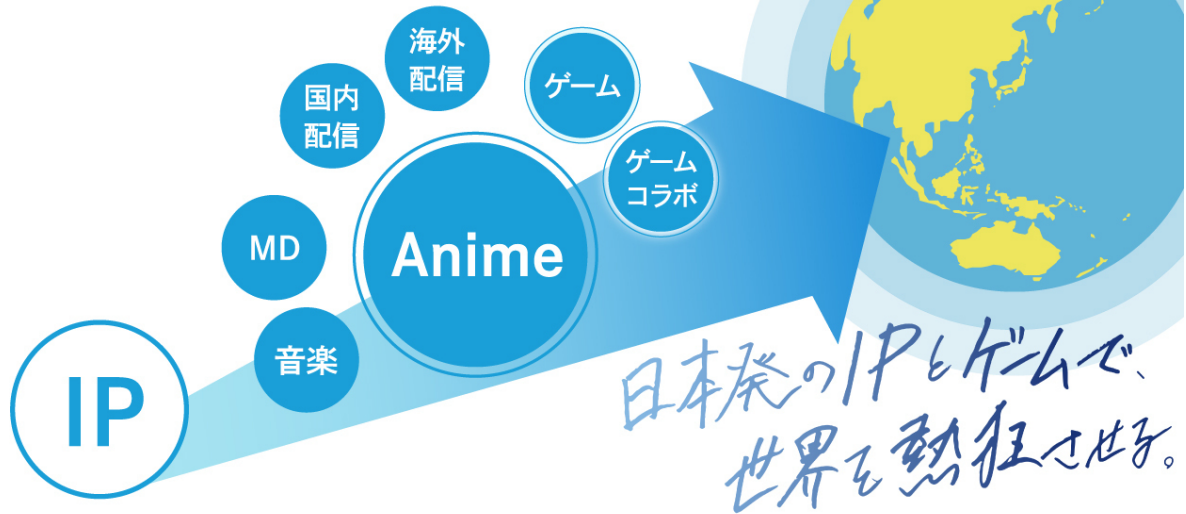 海外
配信
ゲーム
国内
配信
ゲーム
コラボ
MD
Anime
音楽
IP
日本発のIPとゲームで、
世界を熱狂させる。